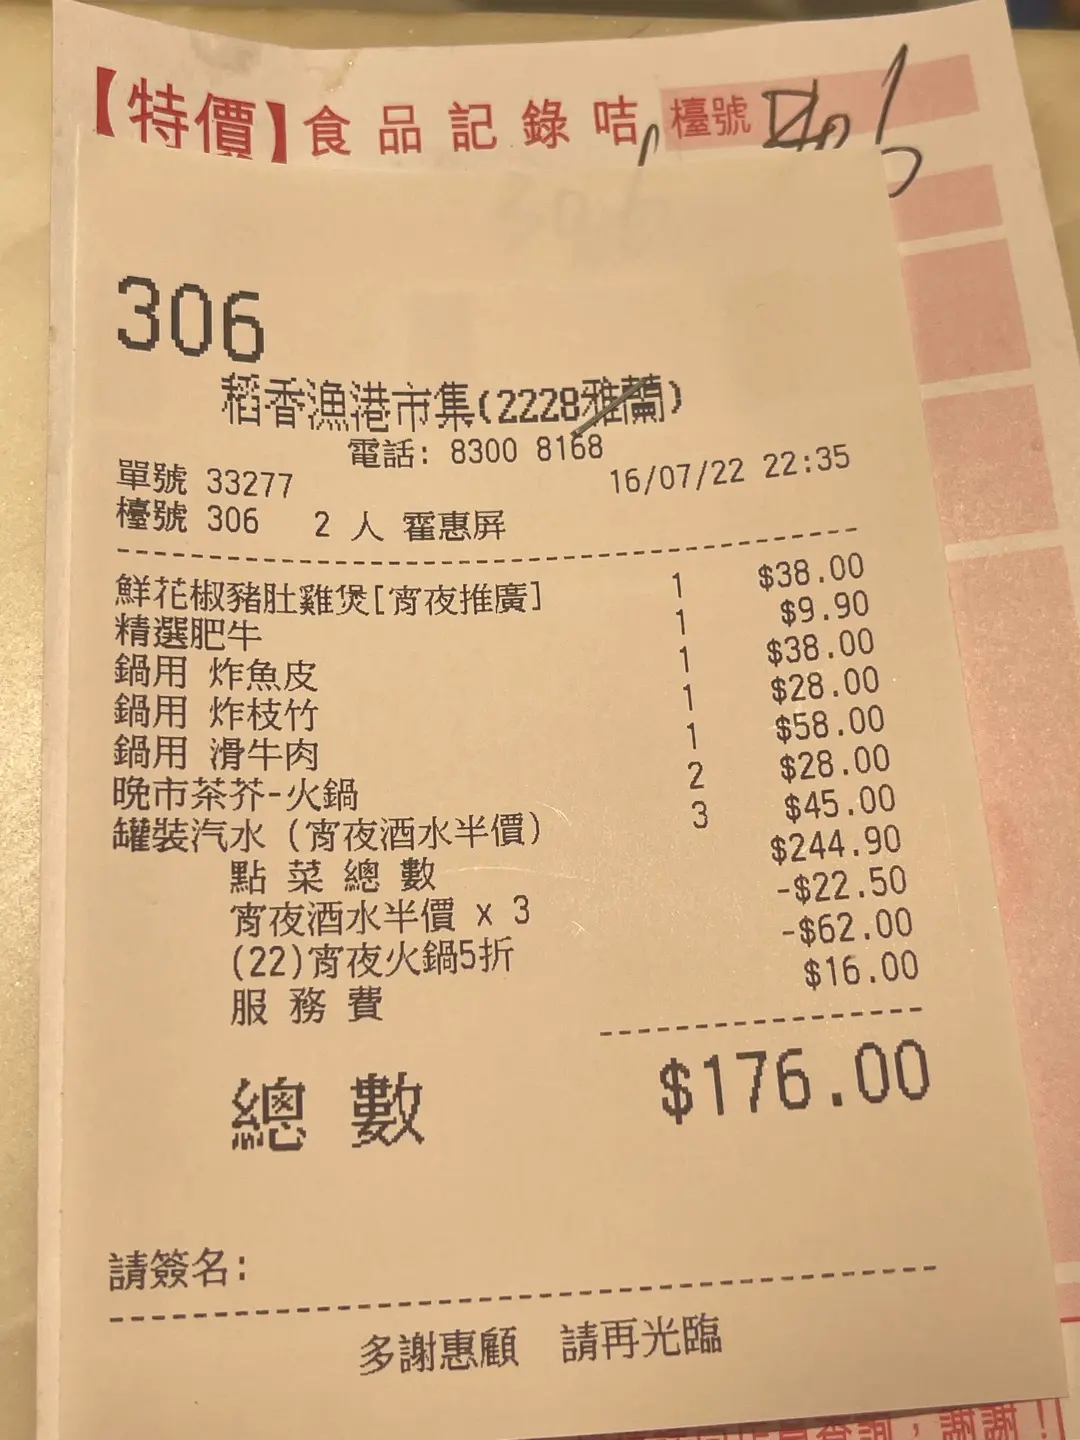 【特價】食品記錄咭 檯號
306
稻香漁港市集(2228雅蘭)
電話: 8300 8168
單號 33277 16/07/22 22:35
檯號 306 2 人 霍惠屏
鮮花椒豬肚雞煲[宵夜推廣] 1 $38.00
精選肥牛 1 $9.90
鍋用 炸魚皮 1 $38.00
鍋用 炸枝竹 1 $28.00
鍋用 滑牛肉 1 $58.00
晚市茶芥-火鍋 2 $28.00
罐裝汽水 (宵夜酒水半價) 3 $45.00
點 菜 總 數 $244.90
宵夜酒水半價 x 3 -$22.50
(22)宵夜火鍋5折 -$62.00
服 務 費 $16.00
總 數 $176.00
請簽名:
多謝惠顧 請再光臨
謝謝!